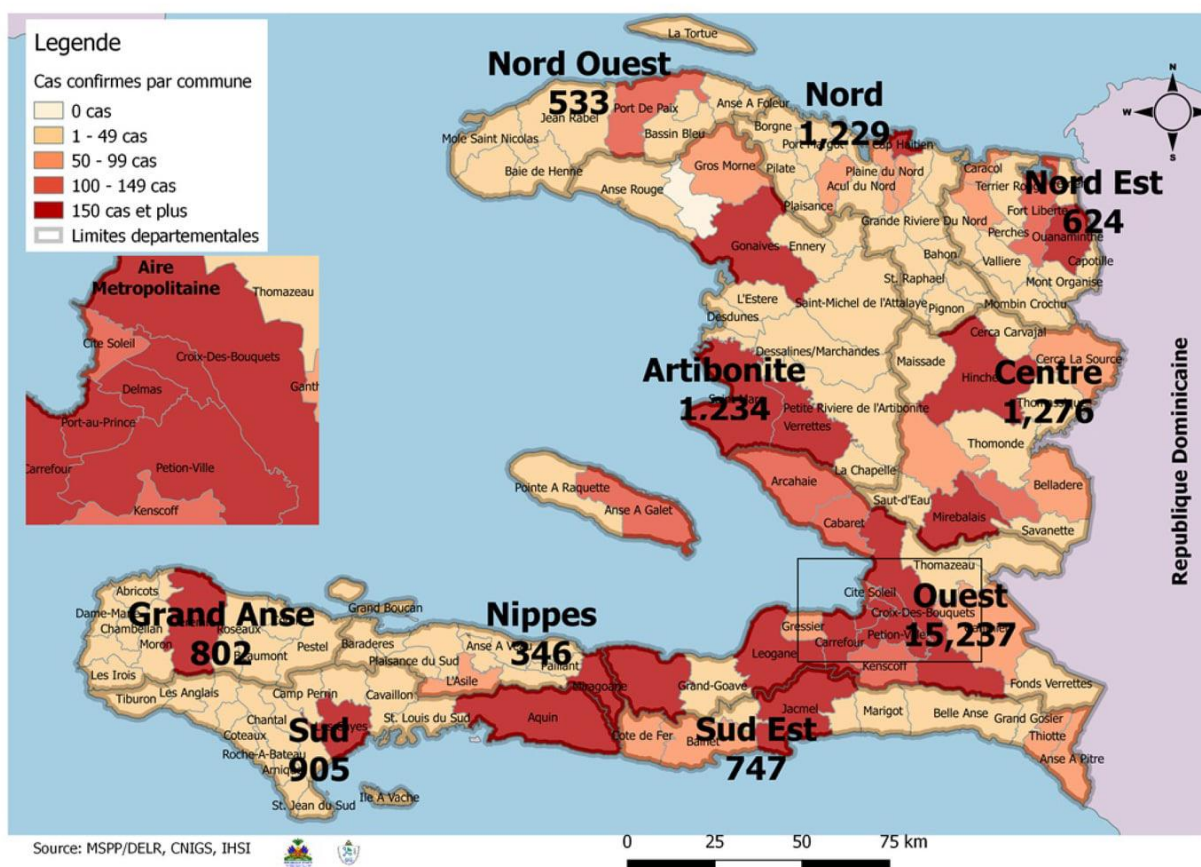 Legende
Cas confirmes par commune
0 cas
1 - 49 cas
50 - 99 cas
100 - 149 cas
150 cas et plus
Limites departementales
Aire
Metropolitaine
Thomazeau
Cite Soleil
Croix-Des-Bouquets
Delmas
Port-au-Prince
Carrefour
Petion-Ville
Kenscoff
La Tortue
Nord Ouest
533
Port De Paix
Jean Rabel
Mole Saint Nicolas
Bassin Bleu
Baie de Henne
Anse A Foleur
Nord
1,229
Borgne
Pilate
Gros Morne
Anse Rouge
Plaine du Nord
Acul du Nord
Plaisance
Grande Riviere Du Nord
Caracol
Nord Est
624
N
W
E
S
Fort Liberte
Perches
Ouanaminthe
Capotille
Valliere
Mont Organise
Mombin Crochu
Bahon
St. Raphael
Pignon
Gonaives
Ennery
L'Estere
Saint-Michel de l'Attalaye
Desdunes
Dessalines/Marchandes
Artibonite
1.234
Petite Riviere de l'Artibonite
Verrettes
La Chapelle
Cerca Carvajal
Maissade
Cerca La Source
Centre
1,276
Thomonde
Belladere
Saut-d'Eau
Mirebalais
Savanette
Arcahaie
Cabaret
Pointe A Raquette
Anse A Galet
Thomazeau
Ouest
15,237
Cite Soleil
Croix-Des-Bouquets
Gressier
Carrefour
Petion-Ville
Leogane
Kenscoff
Fonds Verrettes
Grand-Goave
Abricots
Grand Anse
802
Chambellan
Moron
Pestel
Les Irois
Grand Boucan
Baraderes
Nippes
346
Plaisance du Sud
L'Asile
Tiburon
Les Anglais
Camp Perrin
Cavaillon
St. Louis du Sud
Aquin
Chantal
Coteaux
Sud
905
Roche-A-Bateau
St. Jean du Sud
Ile A Vache
Sud Est
747
Cote de Fer
Jacmel
Marigot
Belle Anse
Grand Gosier
Thiotte
Anse A Pitre
Republique Dominicaine
Source: MSPP/DELR, CNIGS, IHSI
0 25 50 75 km